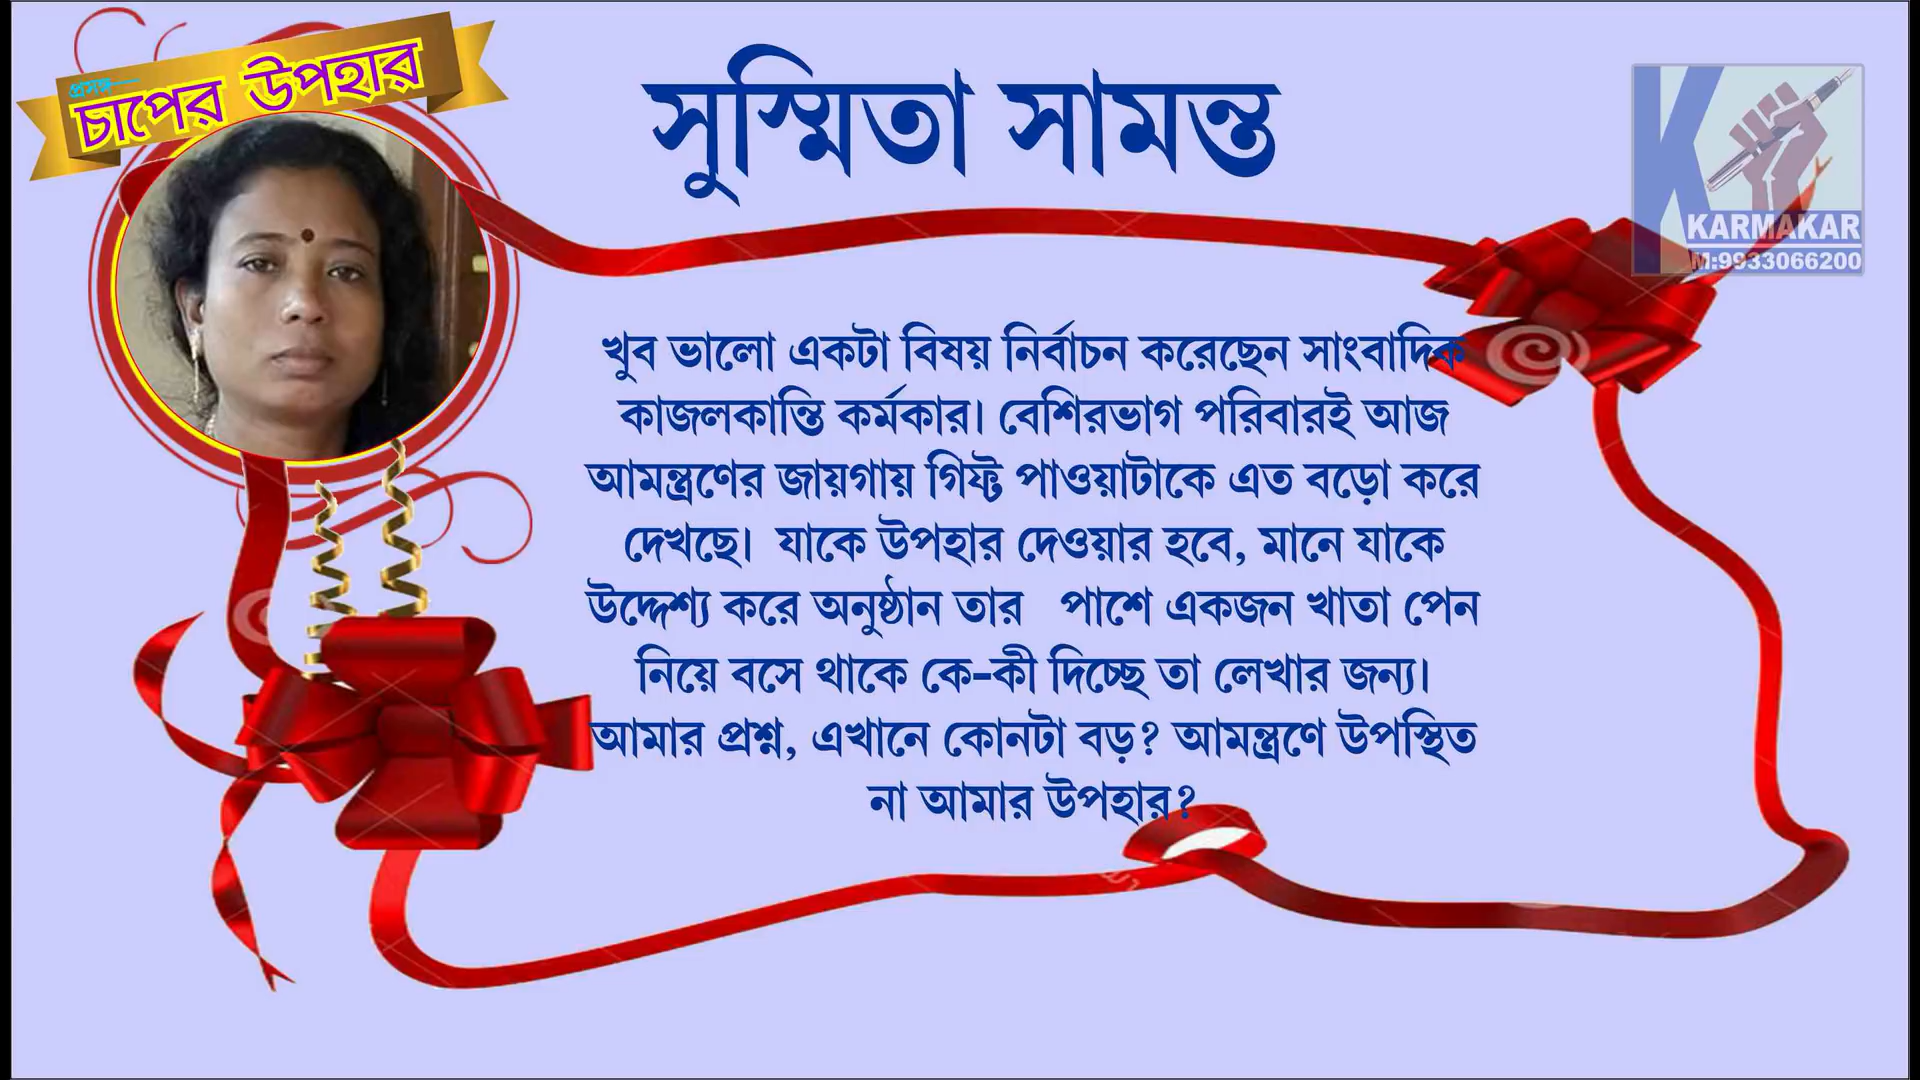 প্রসঙ্গ—
চাপের উপহার
সুস্মিতা সামন্ত
KARMAKAR
M:9933066200
খুব ভালো একটা বিষয় নির্বাচন করেছেন সাংবাদিক
কাজলকান্তি কর্মকার। বেশিরভাগ পরিবারই আজ
আমন্ত্রণের জায়গায় গিফ্ট পাওয়াটাকে এত বড়ো করে
দেখছে। যাকে উপহার দেওয়ার হবে, মানে যাকে
উদ্দেশ্য করে অনুষ্ঠান তার পাশে একজন খাতা পেন
নিয়ে বসে থাকে কে-কী দিচ্ছে তা লেখার জন্য।
আমার প্রশ্ন, এখানে কোনটা বড়? আমন্ত্রণে উপস্থিত
না আমার উপহার?